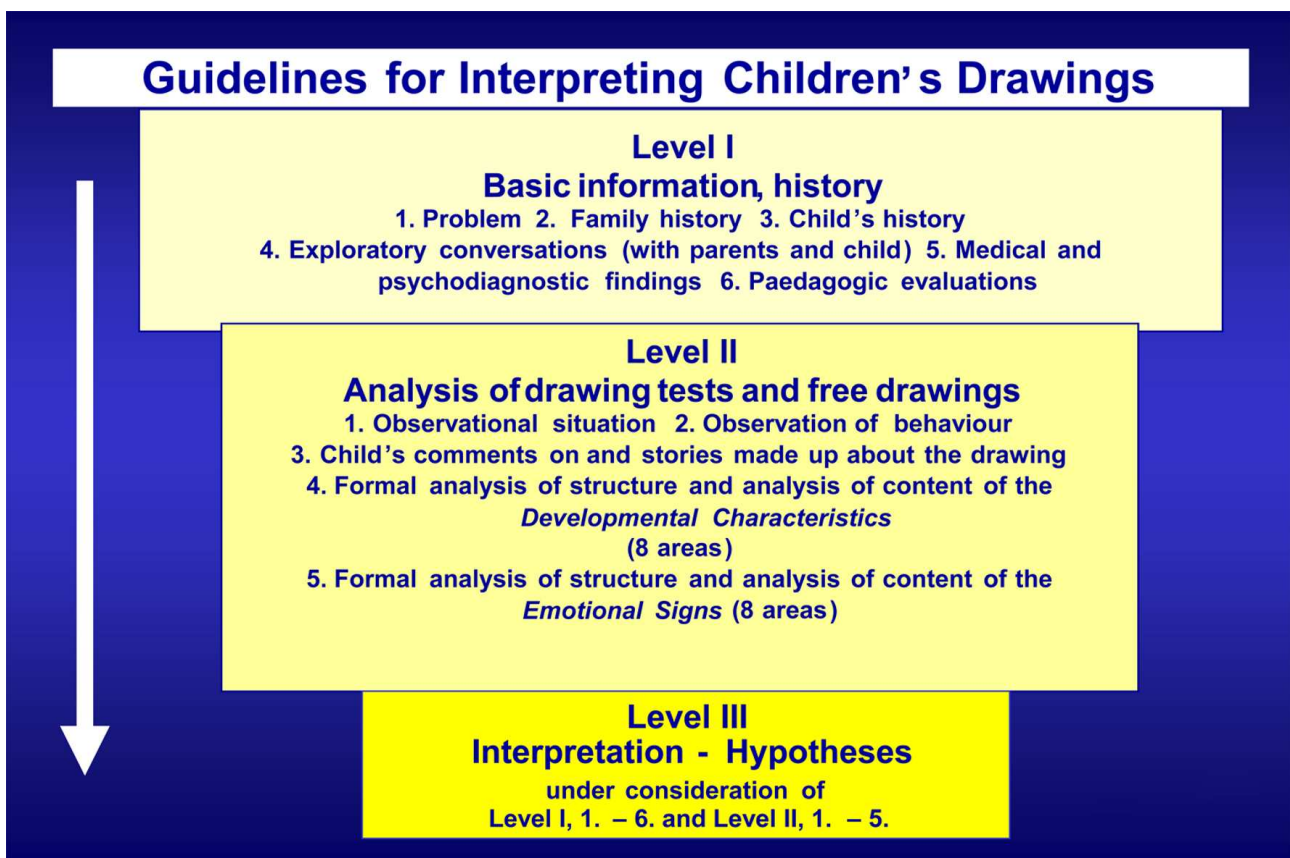 Guidelines for Interpreting Children's Drawings
Level I
Basic information, history
1. Problem 2. Family history 3. Child's history
4. Exploratory conversations (with parents and child) 5. Medical and
psychodiagnostic findings 6. Paedagogic evaluations
Level II
Analysis of drawing tests and free drawings
1. Observational situation 2. Observation of behaviour
3. Child's comments on and stories made up about the drawing
4. Formal analysis of structure and analysis of content of the
Developmental Characteristics
(8 areas)
5. Formal analysis of structure and analysis of content of the
Emotional Signs (8 areas)
Level III
Interpretation - Hypotheses
under consideration of
Level I, 1. – 6. and Level II, 1. – 5.